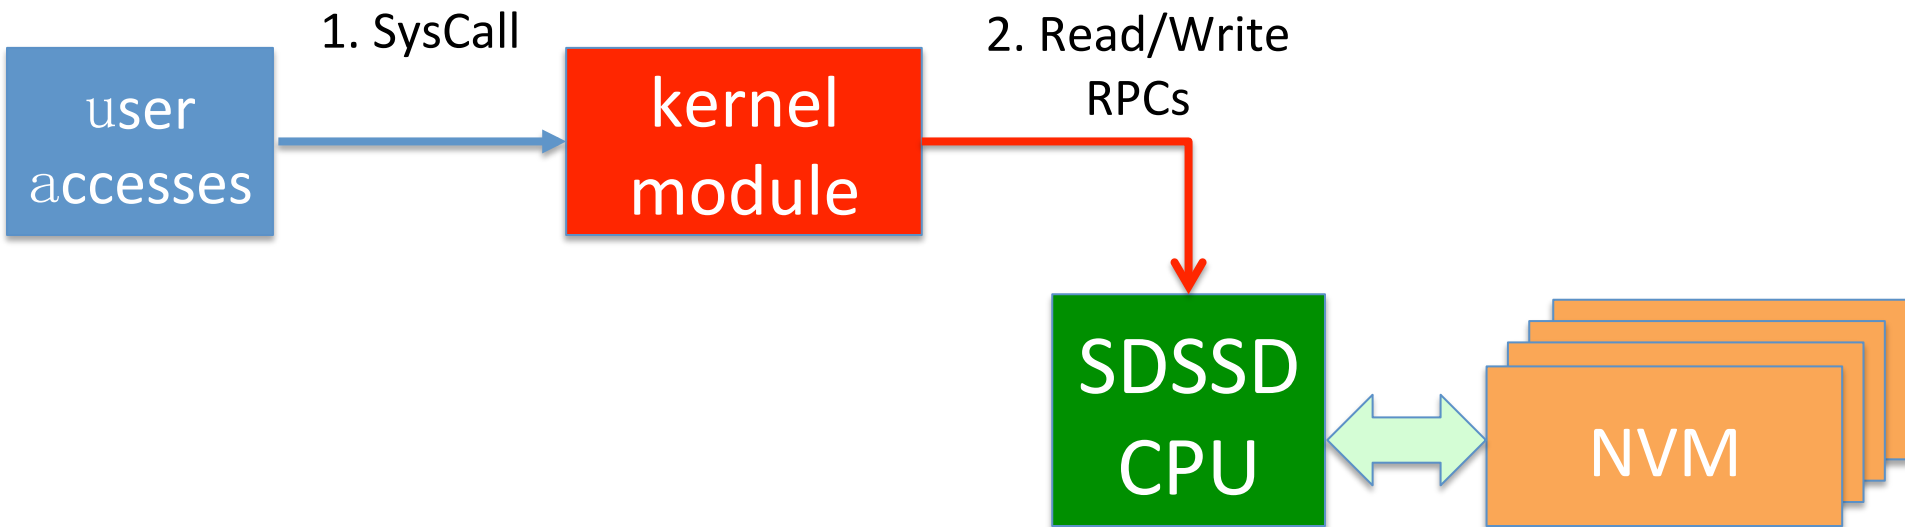 1. SysCall
2. Read/Write
RPCs
user
accesses
kernel
module
SDSSD
CPU
NVM